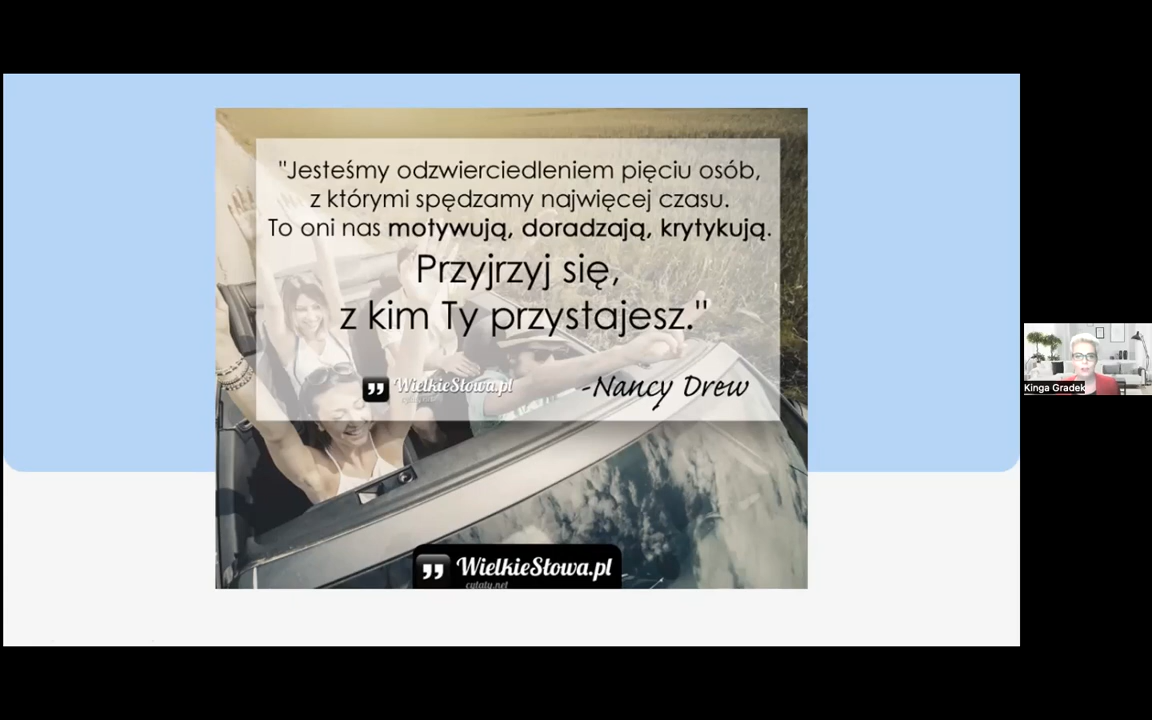 "Jesteśmy odzwierciedleniem pięciu osób,
z którymi spędzamy najwięcej czasu.
To oni nas motywują, doradzają, krytykują.
Przyjrzyj się,
z kim Ty przystajesz."
WielkieSłowa.pl
-Nancy Drew
WielkieSłowa.pl
cytaty.net
Kinga Gradek